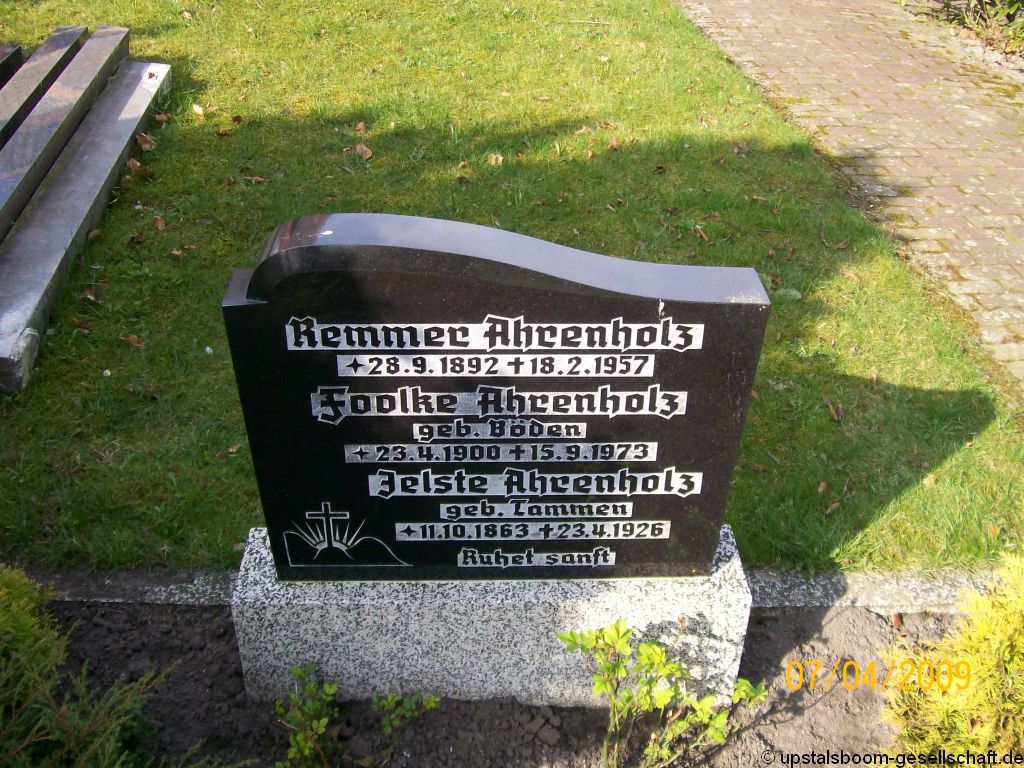 Remmer Ahrenholz
✦28.9.1892 ✝18.2.1957
Foolke Ahrenholz
geb. Böden
✦23.4.1900 ✝15.9.1973
Jelste Ahrenholz
geb. Tammen
✦11.10.1863 ✝23.4.1926
Ruhet sanft
07/04/2009
© upstalsboom-gesellschaft.de